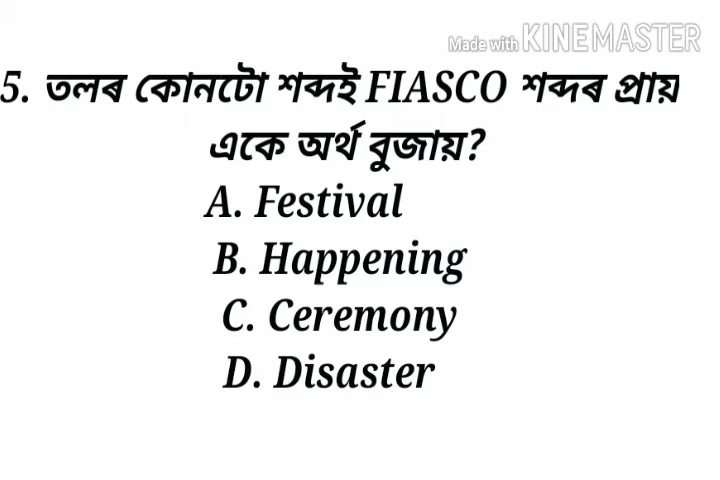 Made with KINEMASTER
5. তলৰ কোনটো শব্দই FIASCO শব্দৰ প্ৰায়
একে অৰ্থ বুজায়?
A. Festival
B. Happening
C. Ceremony
D. Disaster